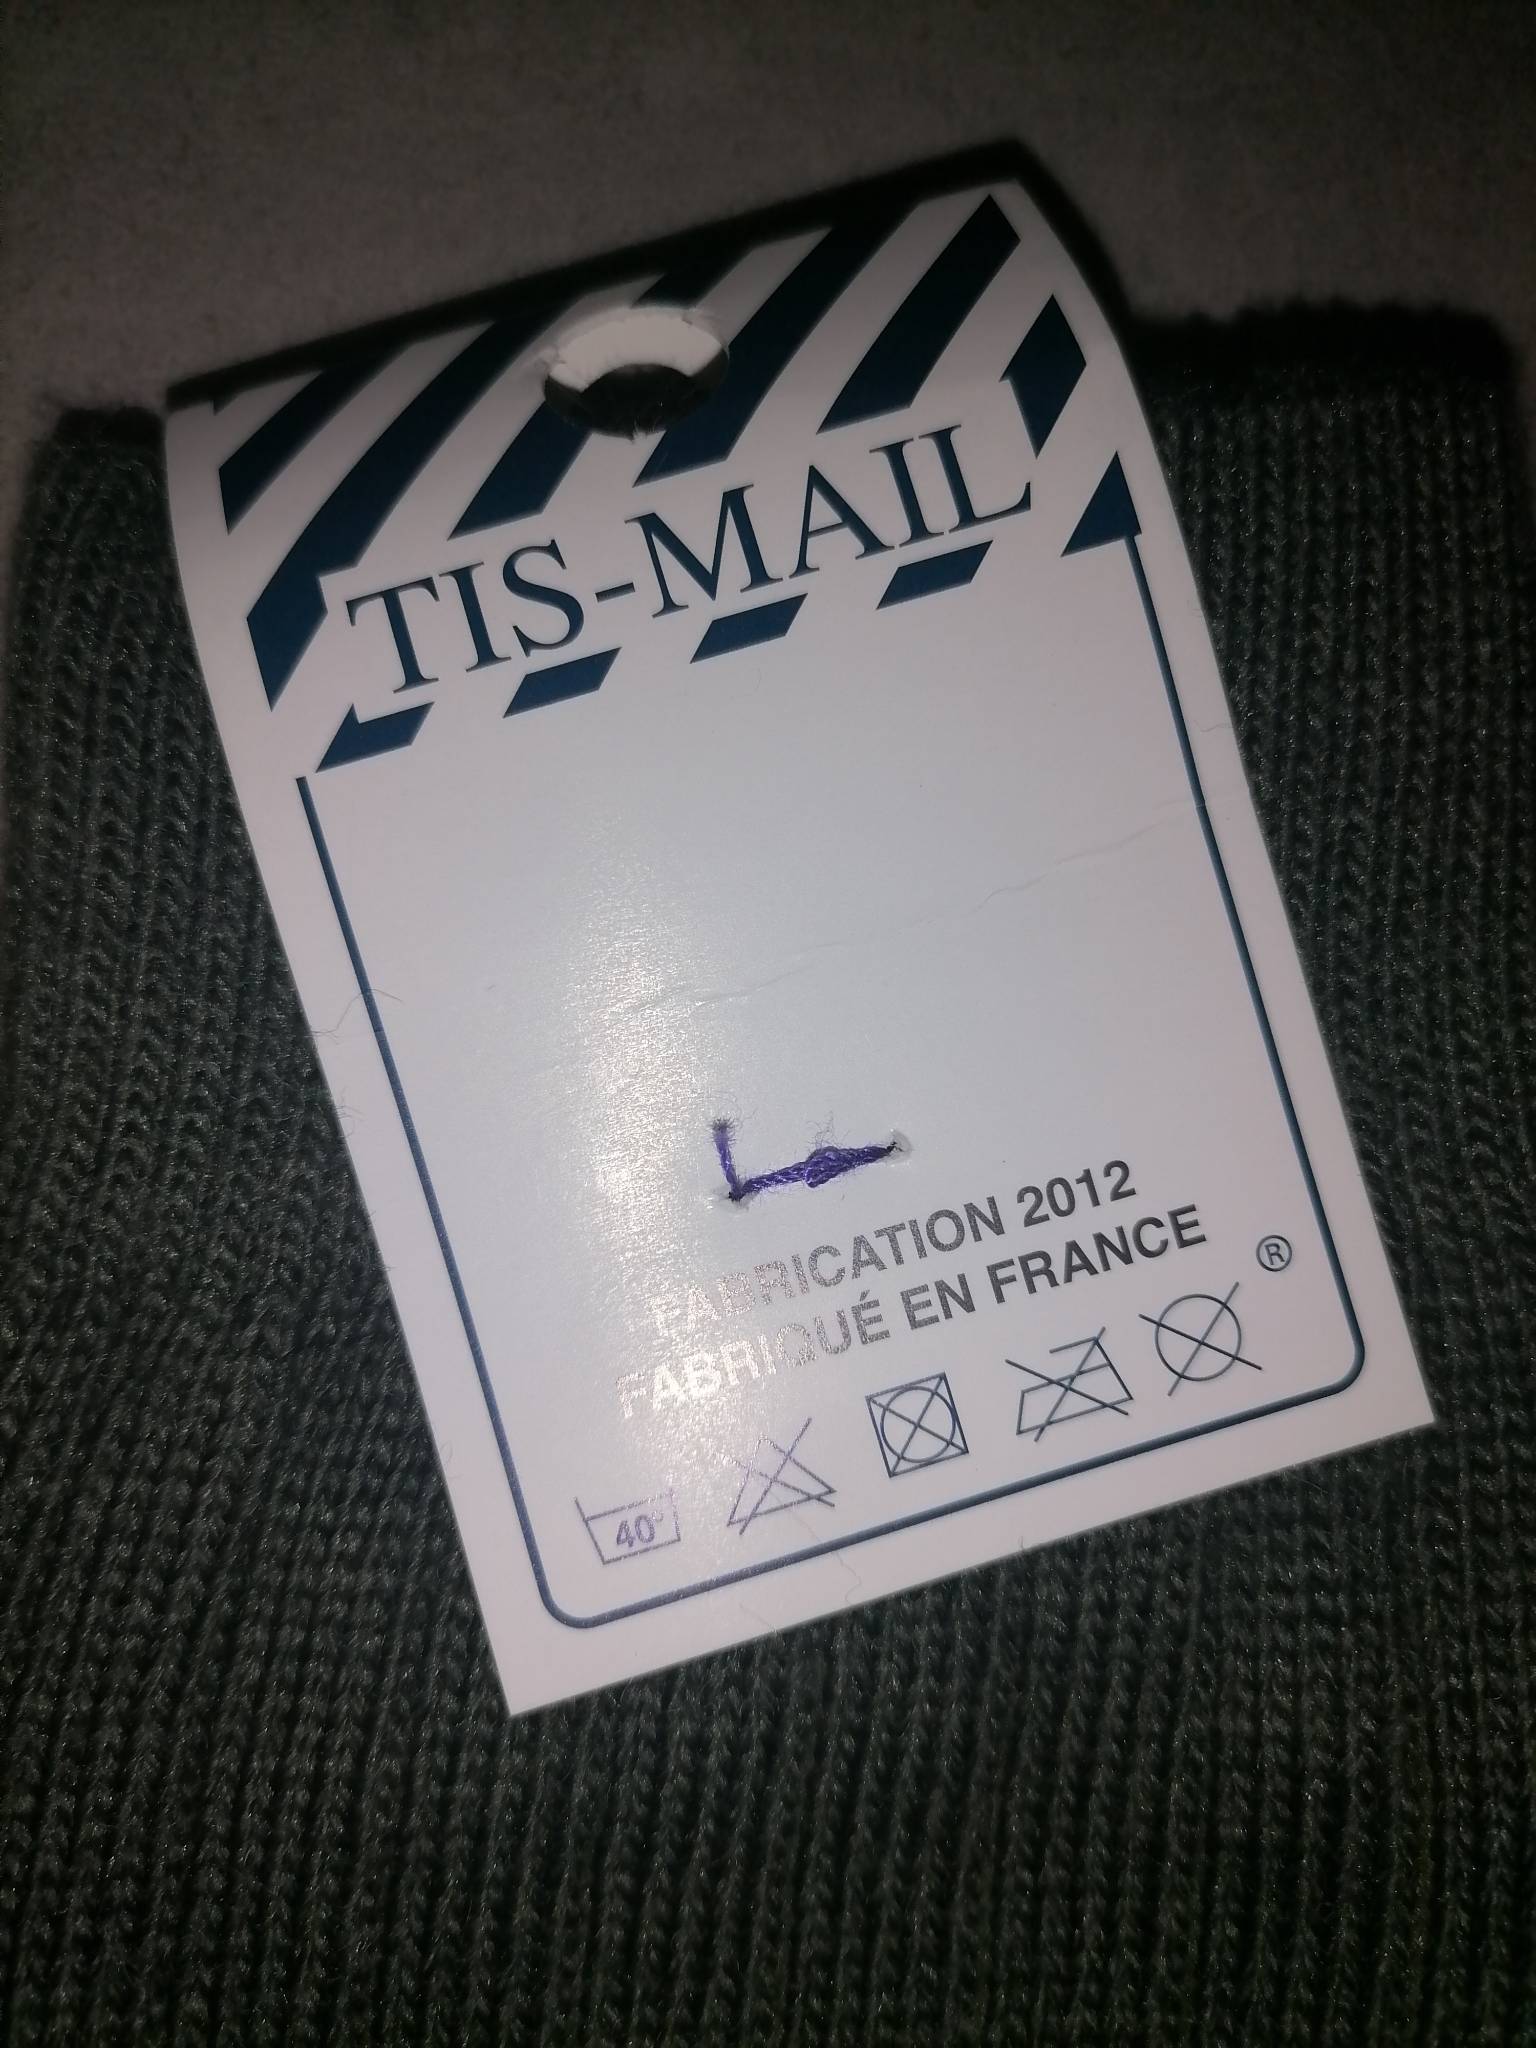 TIS-MAIL
FABRICATION 2012
FABRIQUÉ EN FRANCE
®
40°